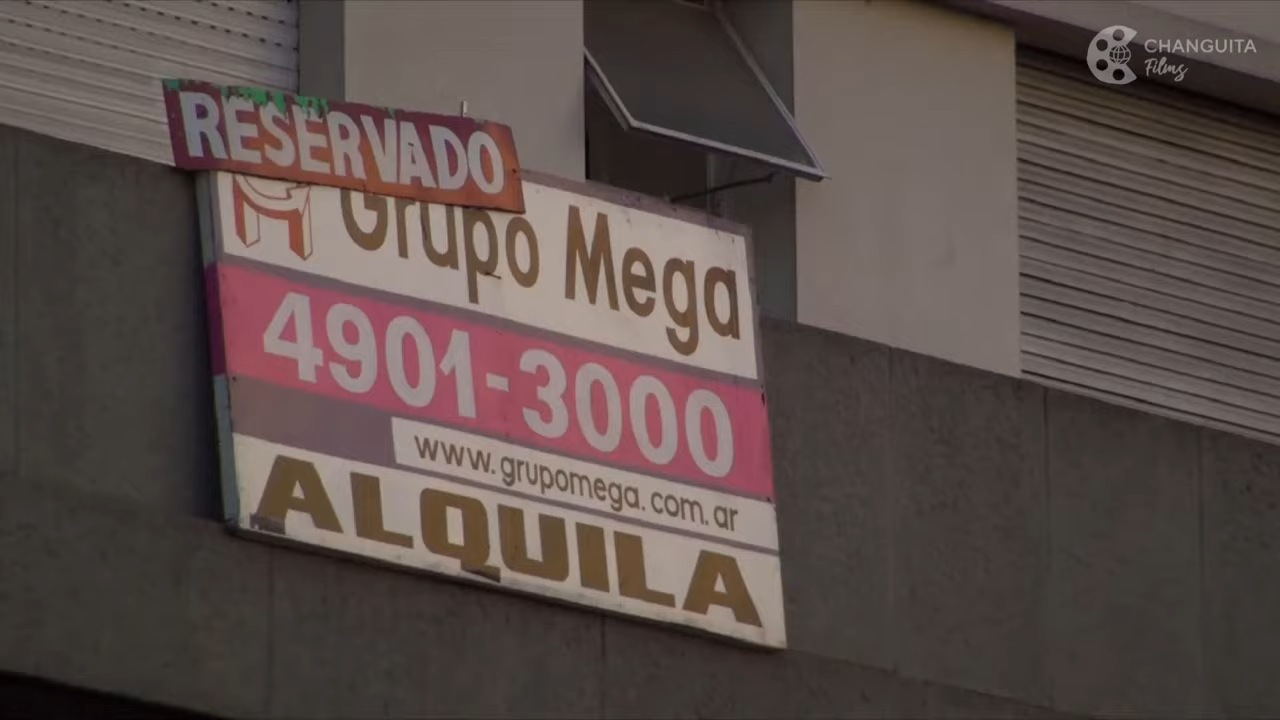 CHANGUITA
Films
RESERVADO
Grupo Mega
4901-3000
www.grupomega.com.ar
ALQUILA